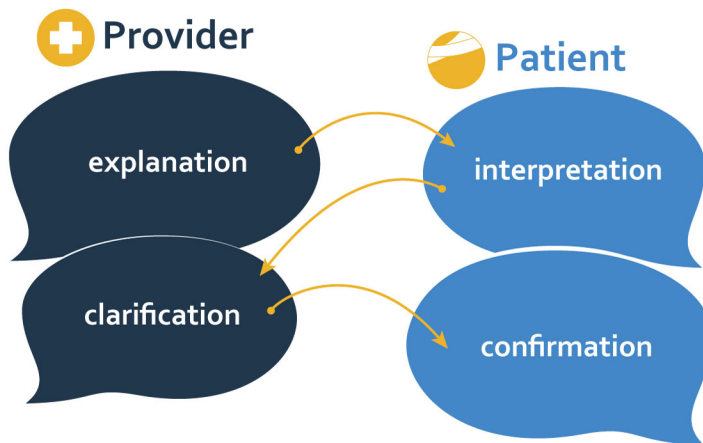 Provider
Patient
explanation
interpretation
clarification
confirmation